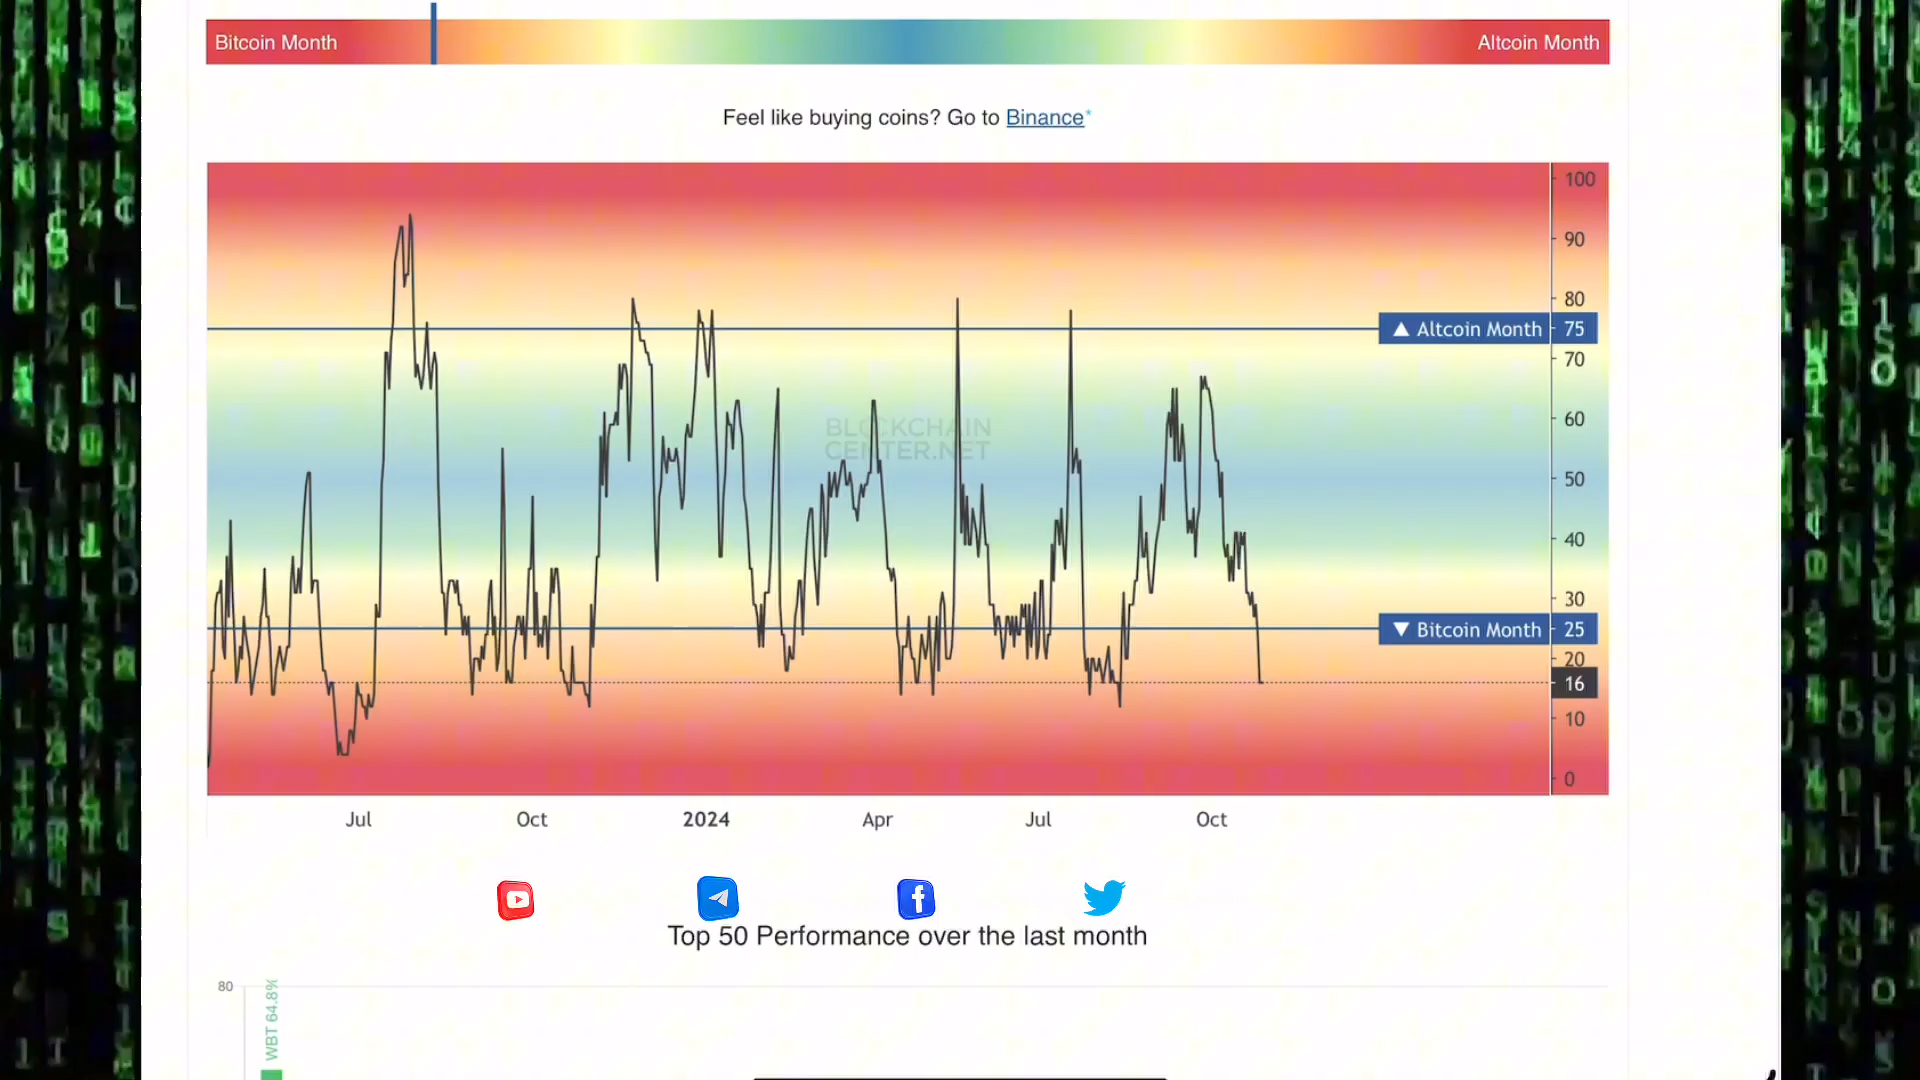 Bitcoin Month
Altcoin Month
Feel like buying coins? Go to Binance*
100
90
80
▲ Altcoin Month 75
70
60
BLOCKCHAIN
CENTER.NET
50
40
30
▼ Bitcoin Month 25
20
16
10
0
Jul Oct 2024 Apr Jul Oct
Top 50 Performance over the last month
80
WBT 64.8%